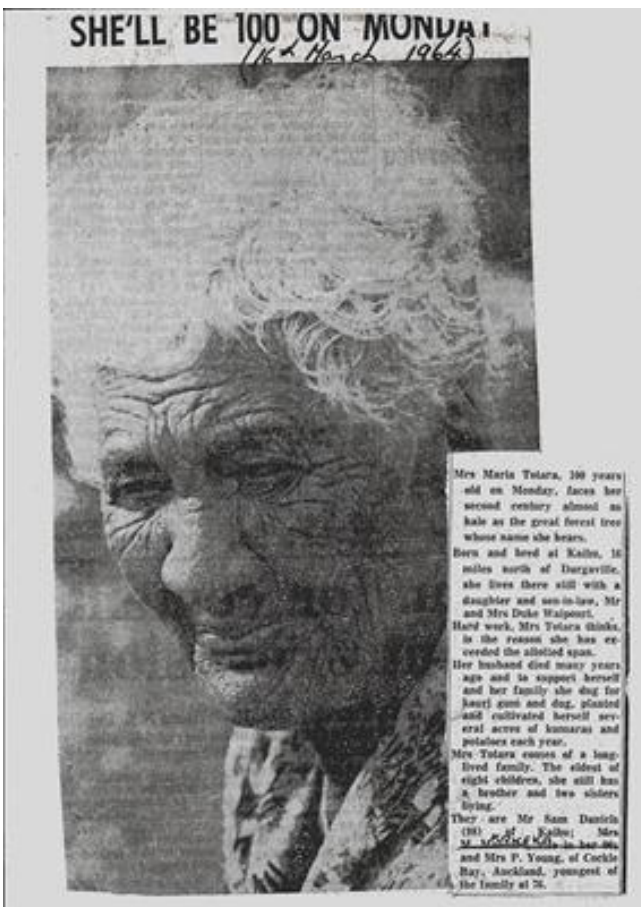 SHE'LL BE 100 ON MONDAY
(16th March 1964)
Mrs Maria Totara, 100 years
old on Monday, faces her
second century almost as
hale as the great forest tree
whose name she bears.
Born and bred at Kaihu, 16
miles north of Dargaville,
she lives there still with a
daughter and son-in-law, Mr
and Mrs Duke Waipouri.
Hard work, Mrs Totara thinks,
is the reason she has ex-
ceeded the allotted span.
Her husband died many years
ago and to support herself
and her family she dug for
kauri gum and dug, planted
and cultivated herself sev-
eral acres of kumaras and
potatoes each year.
Mrs Totara comes of a long-
lived family. The eldest of
eight children, she still has
a brother and two sisters
living.
They are Mr Sam Daniels
of Kaihu; Mrs
in her
and Mrs P. Young, of Cockle
Bay, Auckland, youngest of
the family at 76.